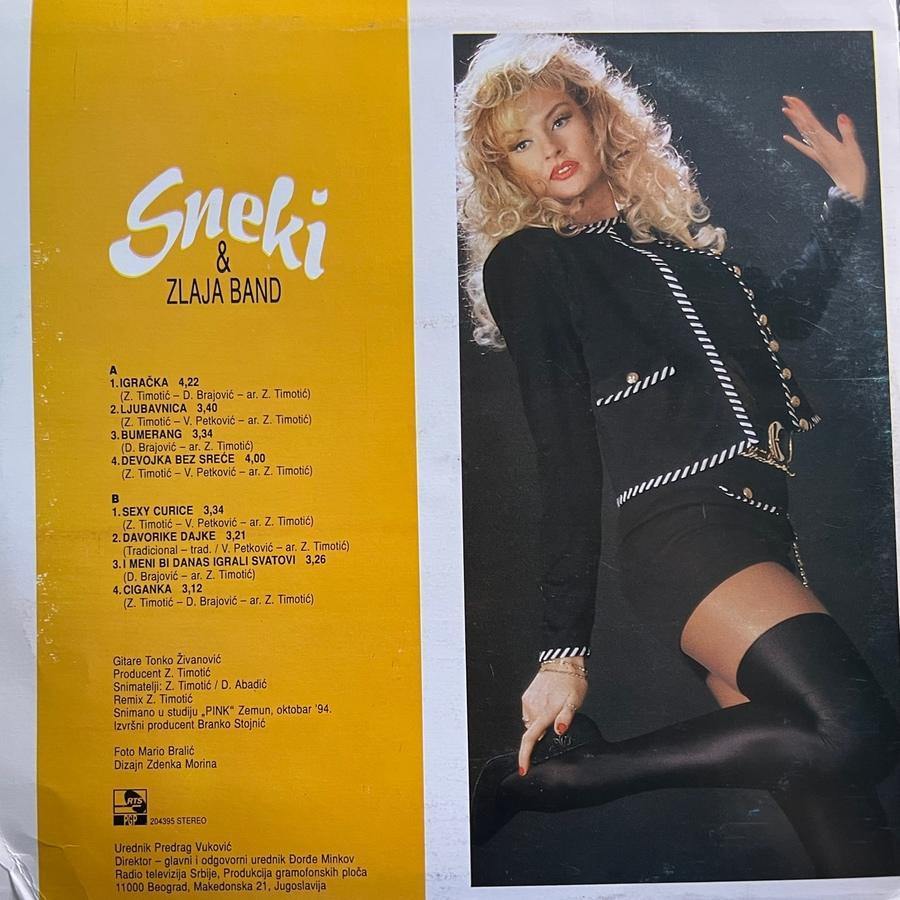 Sneki
&
ZLAJA BAND
A
1. IGRAČKA 4,22
(Z. Timotić – D. Brajović – ar. Z. Timotić)
2. LJUBAVNICA 3,40
(Z. Timotić – V. Petković – ar. Z. Timotić)
3. BUMERANG 3,34
(D. Brajović – ar. Z. Timotić)
4. DEVOJKA BEZ SREĆE 4,00
(Z. Timotić – V. Petković – ar. Z. Timotić)
B
1. SEXY CURICE 3,34
(Z. Timotić – V. Petković – ar. Z. Timotić)
2. DAVORIKE DAJKE 3,21
(Tradicional – trad. / V. Petković – ar. Z. Timotić)
3. I MENI BI DANAS IGRALI SVATOVI 3,26
(D. Brajović – ar. Z. Timotić)
4. CIGANKA 3,12
(Z. Timotić – D. Brajović – ar. Z. Timotić)
Gitare Tonko Živanović
Producent Z. Timotić
Snimatelji: Z. Timotić / D. Abadić
Remix Z. Timotić
Snimano u studiju „PINK“ Zemun, oktobar '94.
Izvršni producent Branko Stojnić
Foto Mario Bralić
Dizajn Zdenka Morina
RTS
PGP 204395 STEREO
Urednik Predrag Vuković
Direktor – glavni i odgovorni urednik Đorđe Minkov
Radio televizija Srbije, Produkcija gramofonskih ploča
11000 Beograd, Makedonska 21, Jugoslavija